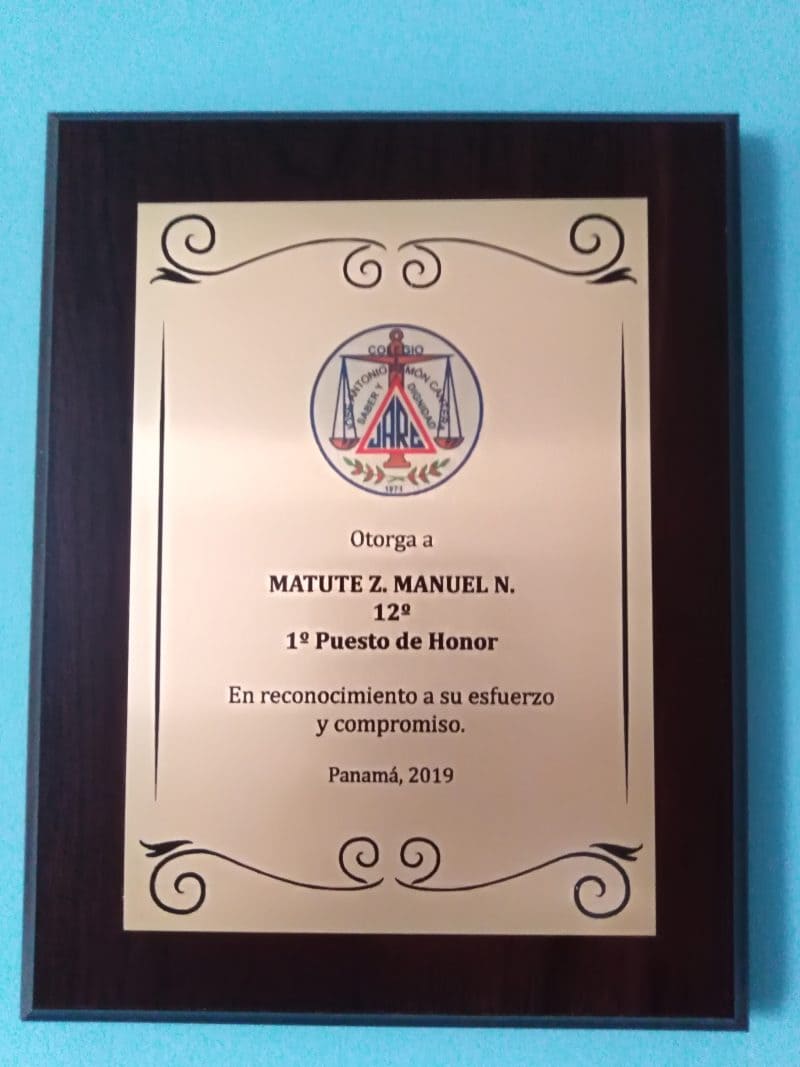 COLEGIO
JOSE ANTONIO REMÓN CANTERA
SABER Y DIGNIDAD
JARC
1971
Otorga a
MATUTE Z. MANUEL N.
12º
1º Puesto de Honor
En reconocimiento a su esfuerzo
y compromiso.
Panamá, 2019